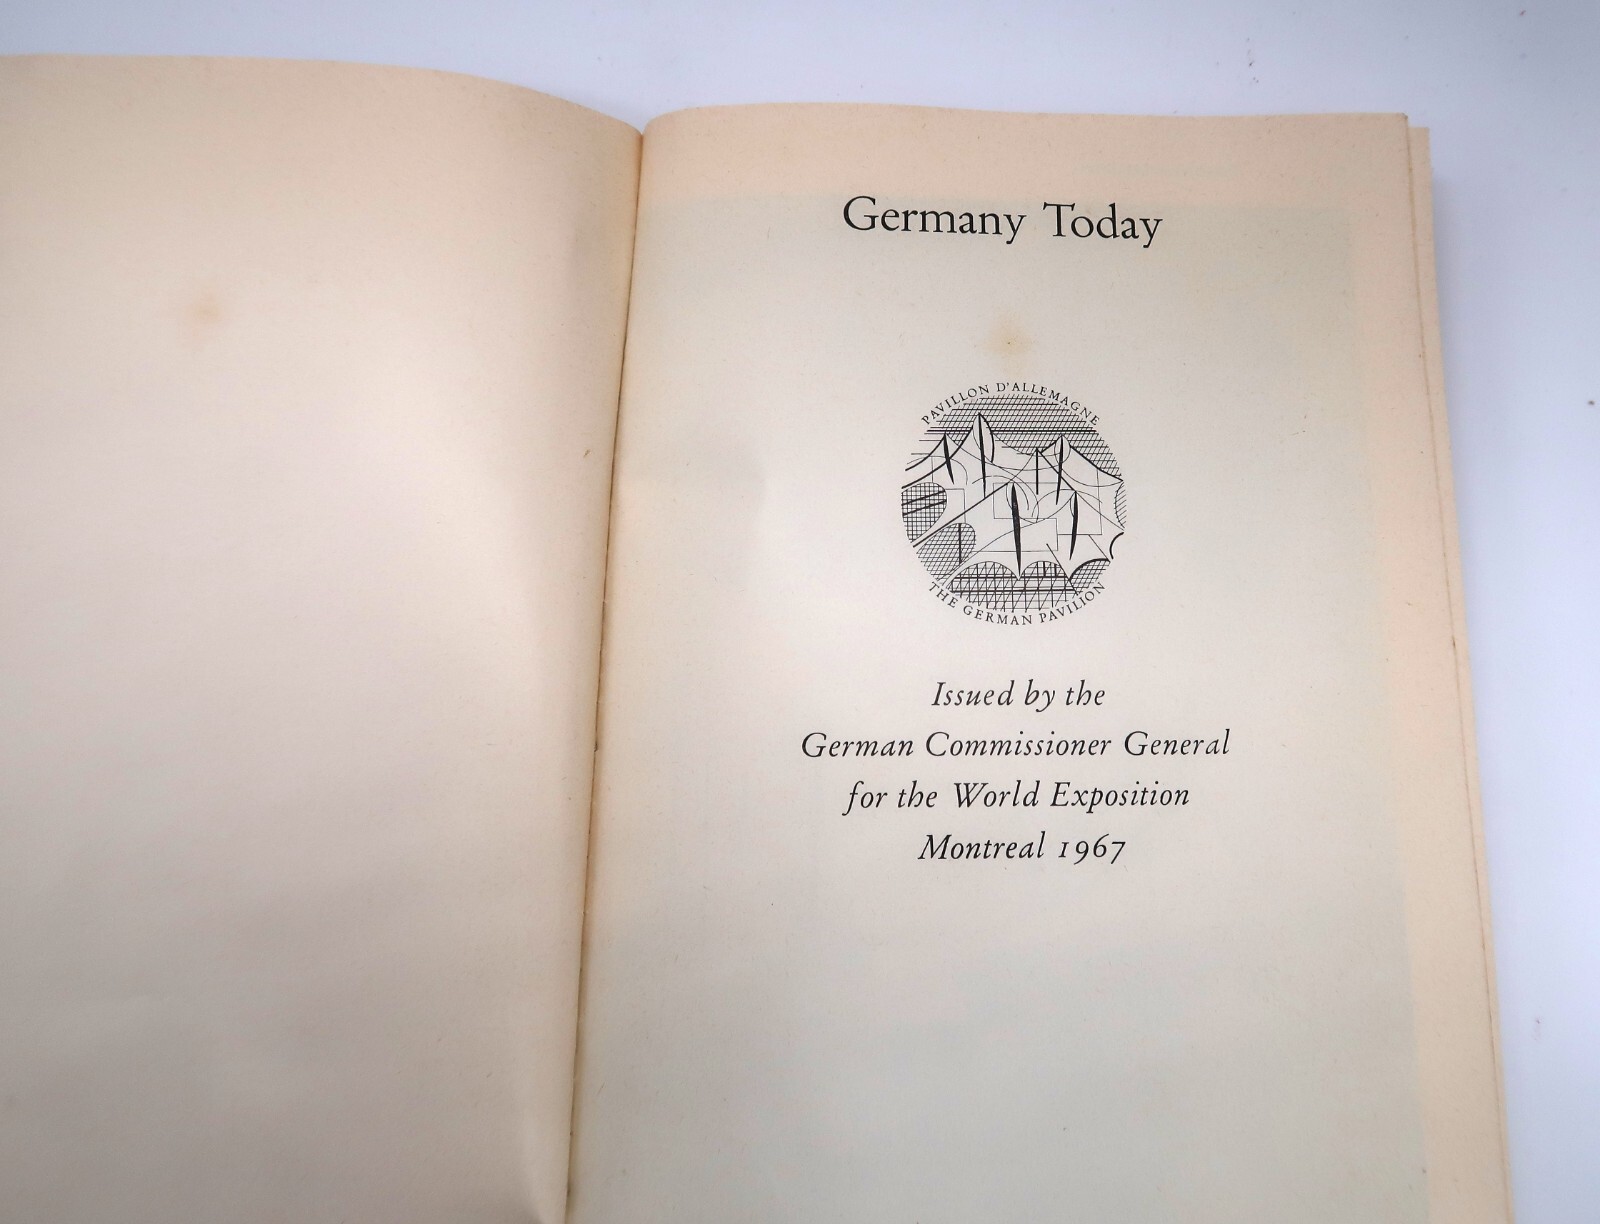 Germany Today
PAVILLON D'ALLEMAGNE
THE GERMAN PAVILION
Issued by the
German Commissioner General
for the World Exposition
Montreal 1967